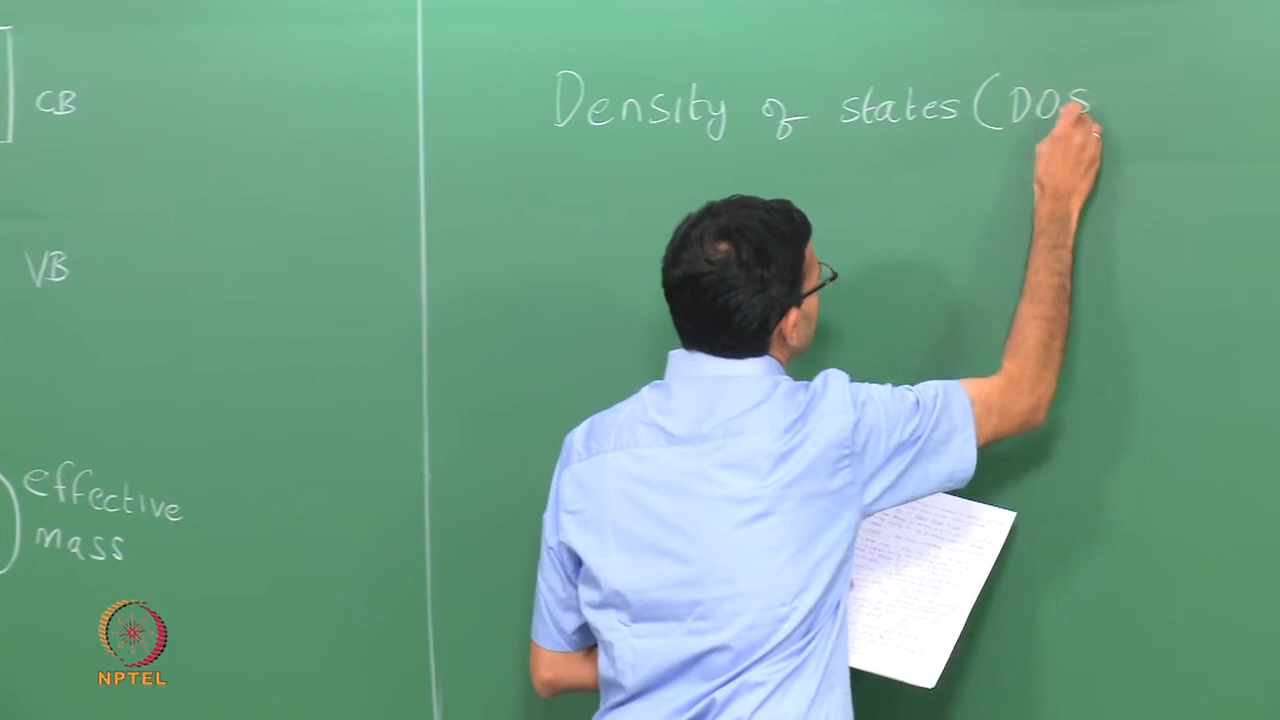 CB
VB
effective
mass
Density of states (DOS
NPTEL